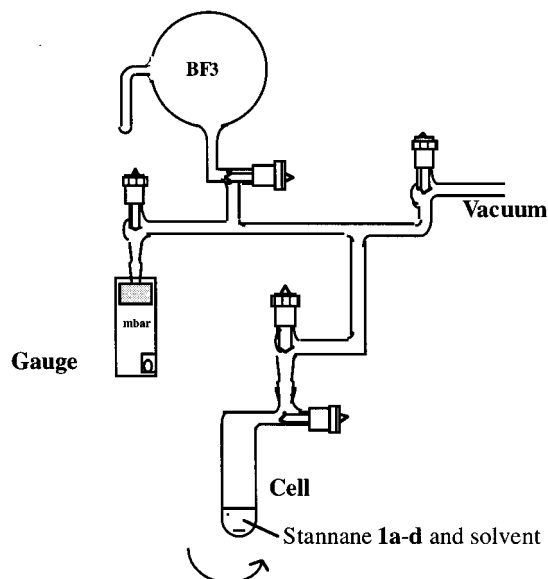 BF3
Vacuum
mbar
Gauge
Cell
Stannane 1a-d and solvent